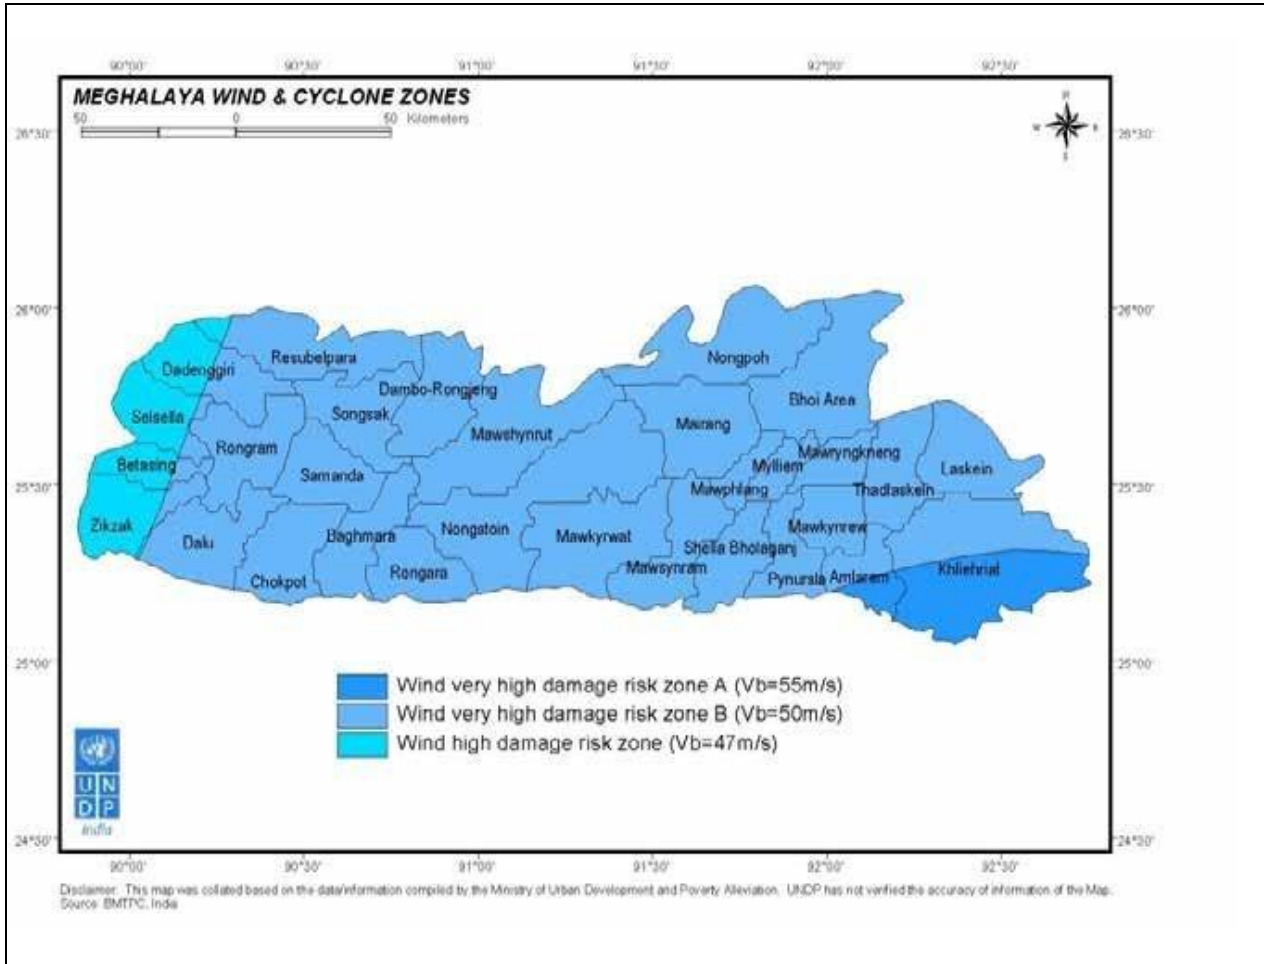 90°00' 90°30' 91°00' 91°30' 92°00' 92°30'
MEGHALAYA WIND & CYCLONE ZONES
50 0 50 Kilometers
N
W E
S
26°30' 26°30'
26°00' 26°00'
Resubelpara
Nongpoh
Dadenggiri
Dambo-Rongjeng
Bhoi Area
Selsella
Songsak
Mairang
Mawshynrut
Rongram
Mawryngkneng
Betasing
Mylliem
Laskein
Samanda
25°30' 25°30'
Mawphlang
Thadlaskein
Zikzak
Nongstoin
Mawkynrew
Dalu
Baghmara
Mawkyrwat
Shella Bholaganj
Rongara
Mawsynram
Khliehriat
Chokpot
Pynursla
Amlarem
25°00' 25°00'
Wind very high damage risk zone A (Vb=55m/s)
Wind very high damage risk zone B (Vb=50m/s)
Wind high damage risk zone (Vb=47m/s)
U N
D P
India
24°30' 24°30'
90°00' 90°30' 91°00' 91°30' 92°00' 92°30'
Disclaimer: This map was collated based on the data/information compiled by the Ministry of Urban Development and Poverty Alleviation. UNDP has not verified the accuracy of information of the Map.
Source: BMTPC, India